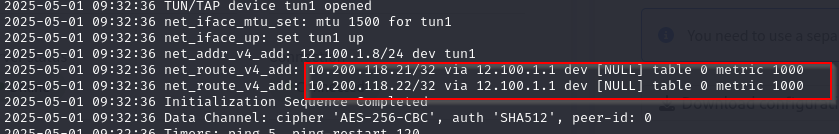 2025-05-01 09:32:36 TUN/TAP device tun1 opened
2025-05-01 09:32:36 net_iface_mtu_set: mtu 1500 for tun1
2025-05-01 09:32:36 net_iface_up: set tun1 up
2025-05-01 09:32:36 net_addr_v4_add: 12.100.1.8/24 dev tun1
2025-05-01 09:32:36 net_route_v4_add: 10.200.118.21/32 via 12.100.1.1 dev [NULL] table 0 metric 1000
2025-05-01 09:32:36 net_route_v4_add: 10.200.118.22/32 via 12.100.1.1 dev [NULL] table 0 metric 1000
2025-05-01 09:32:36 Initialization Sequence Completed
2025-05-01 09:32:36 Data Channel: cipher 'AES-256-CBC', auth 'SHA512', peer-id: 0
2025-05-01 09:32:36 Timers: ping 5, ping-restart 120
You need to use a sepa
Download configurat